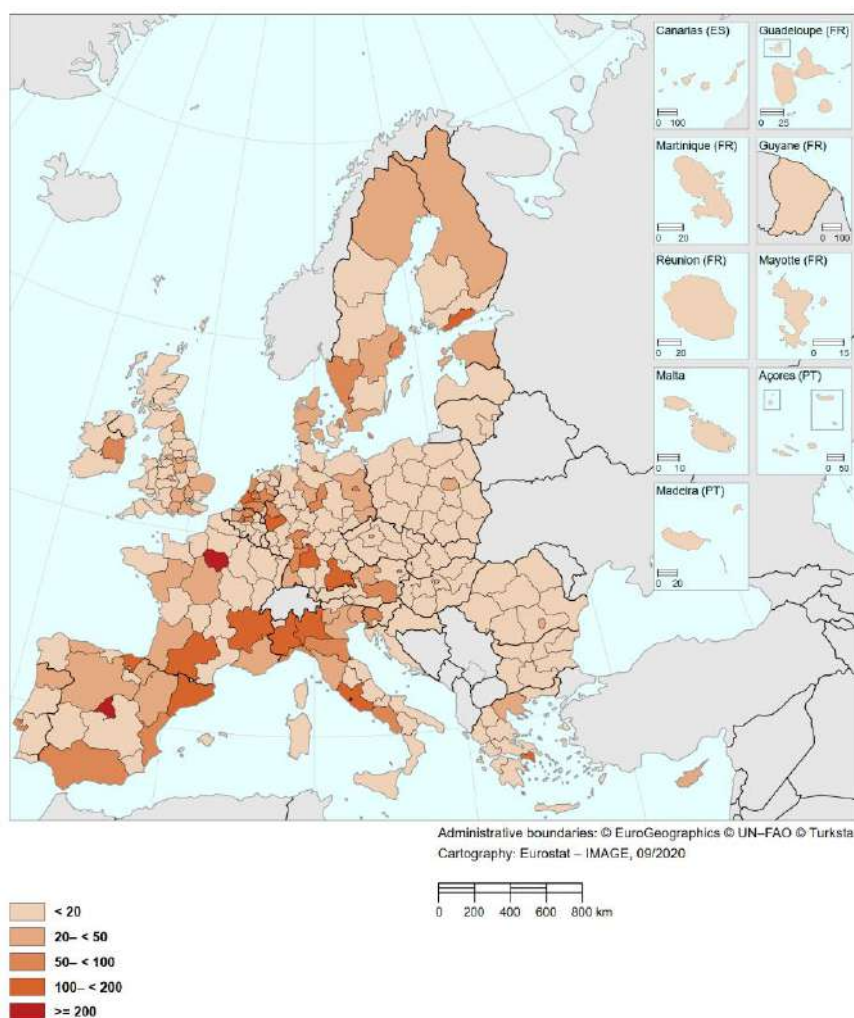 Canarias (ES)
0 100
Guadeloupe (FR)
0 25
Martinique (FR)
0 20
Guyane (FR)
0 100
Réunion (FR)
0 20
Mayotte (FR)
0 15
Malta
0 10
Açores (PT)
0 50
Madeira (PT)
0 20
Administrative boundaries: © EuroGeographics © UN–FAO © Turksta
Cartography: Eurostat – IMAGE, 09/2020
0 200 400 600 800 km
< 20
20– < 50
50– < 100
100– < 200
>= 200